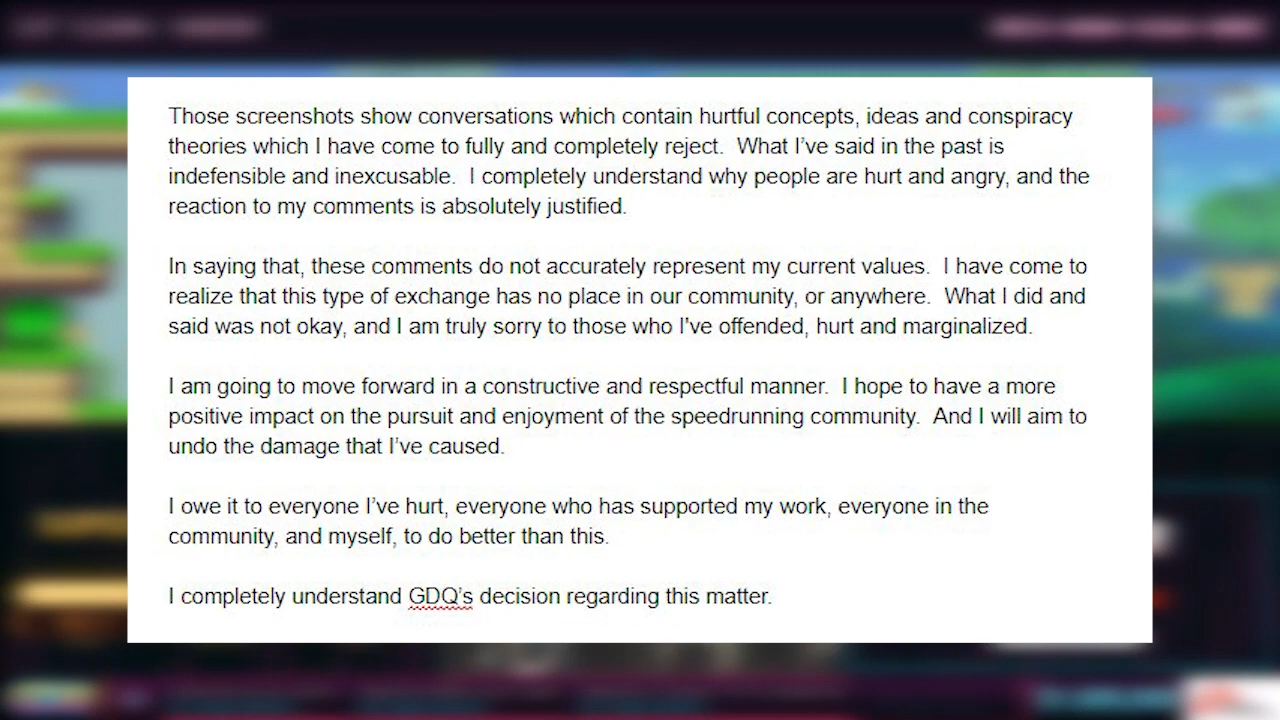 Those screenshots show conversations which contain hurtful concepts, ideas and conspiracy
theories which I have come to fully and completely reject.  What I've said in the past is
indefensible and inexcusable.  I completely understand why people are hurt and angry, and the
reaction to my comments is absolutely justified.
In saying that, these comments do not accurately represent my current values.  I have come to
realize that this type of exchange has no place in our community, or anywhere.  What I did and
said was not okay, and I am truly sorry to those who I've offended, hurt and marginalized.
I am going to move forward in a constructive and respectful manner.  I hope to have a more
positive impact on the pursuit and enjoyment of the speedrunning community.  And I will aim to
undo the damage that I've caused.
I owe it to everyone I've hurt, everyone who has supported my work, everyone in the
community, and myself, to do better than this.
I completely understand GDQ's decision regarding this matter.